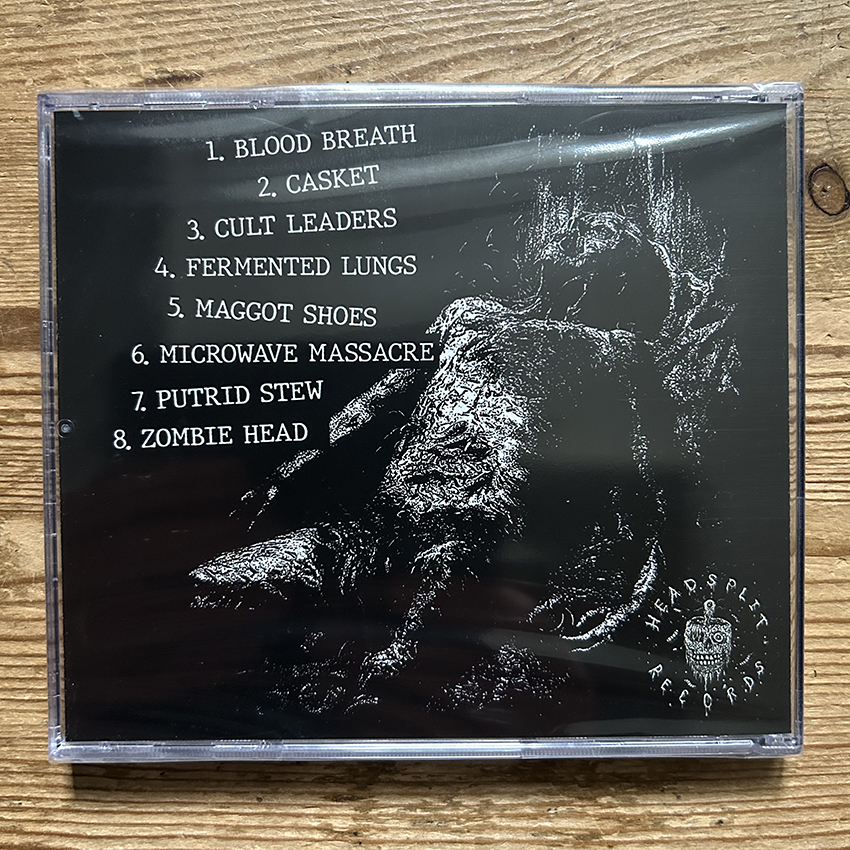 1. BLOOD BREATH
2. CASKET
3. CULT LEADERS
4. FERMENTED LUNGS
5. MAGGOT SHOES
6. MICROWAVE MASSACRE
7. PUTRID STEW
8. ZOMBIE HEAD
HEADSPLIT
RECORDS